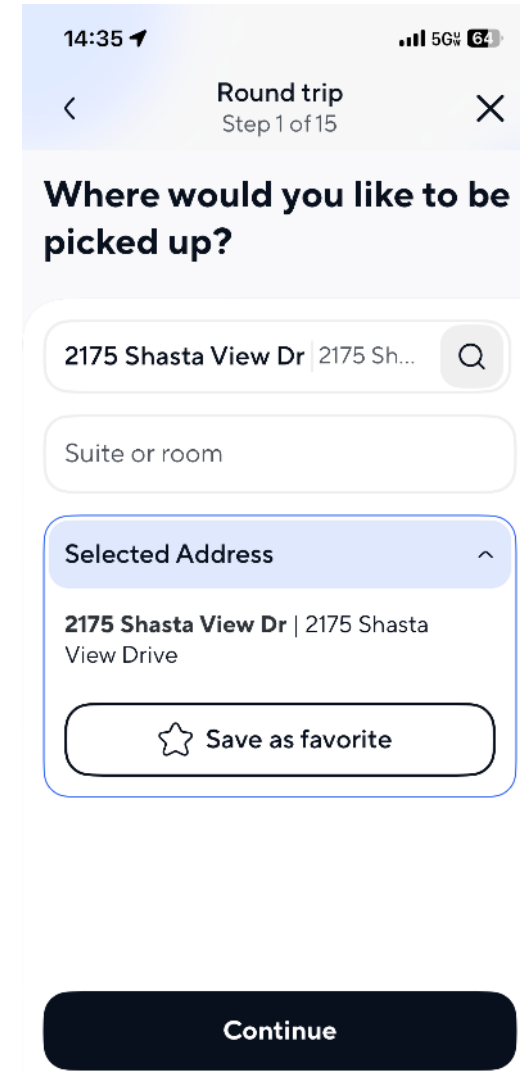 14:35
5G UW 64
Round trip
Step 1 of 15
Where would you like to be
picked up?
2175 Shasta View Dr | 2175 Sh...
Suite or room
Selected Address
2175 Shasta View Dr | 2175 Shasta
View Drive
Save as favorite
Continue